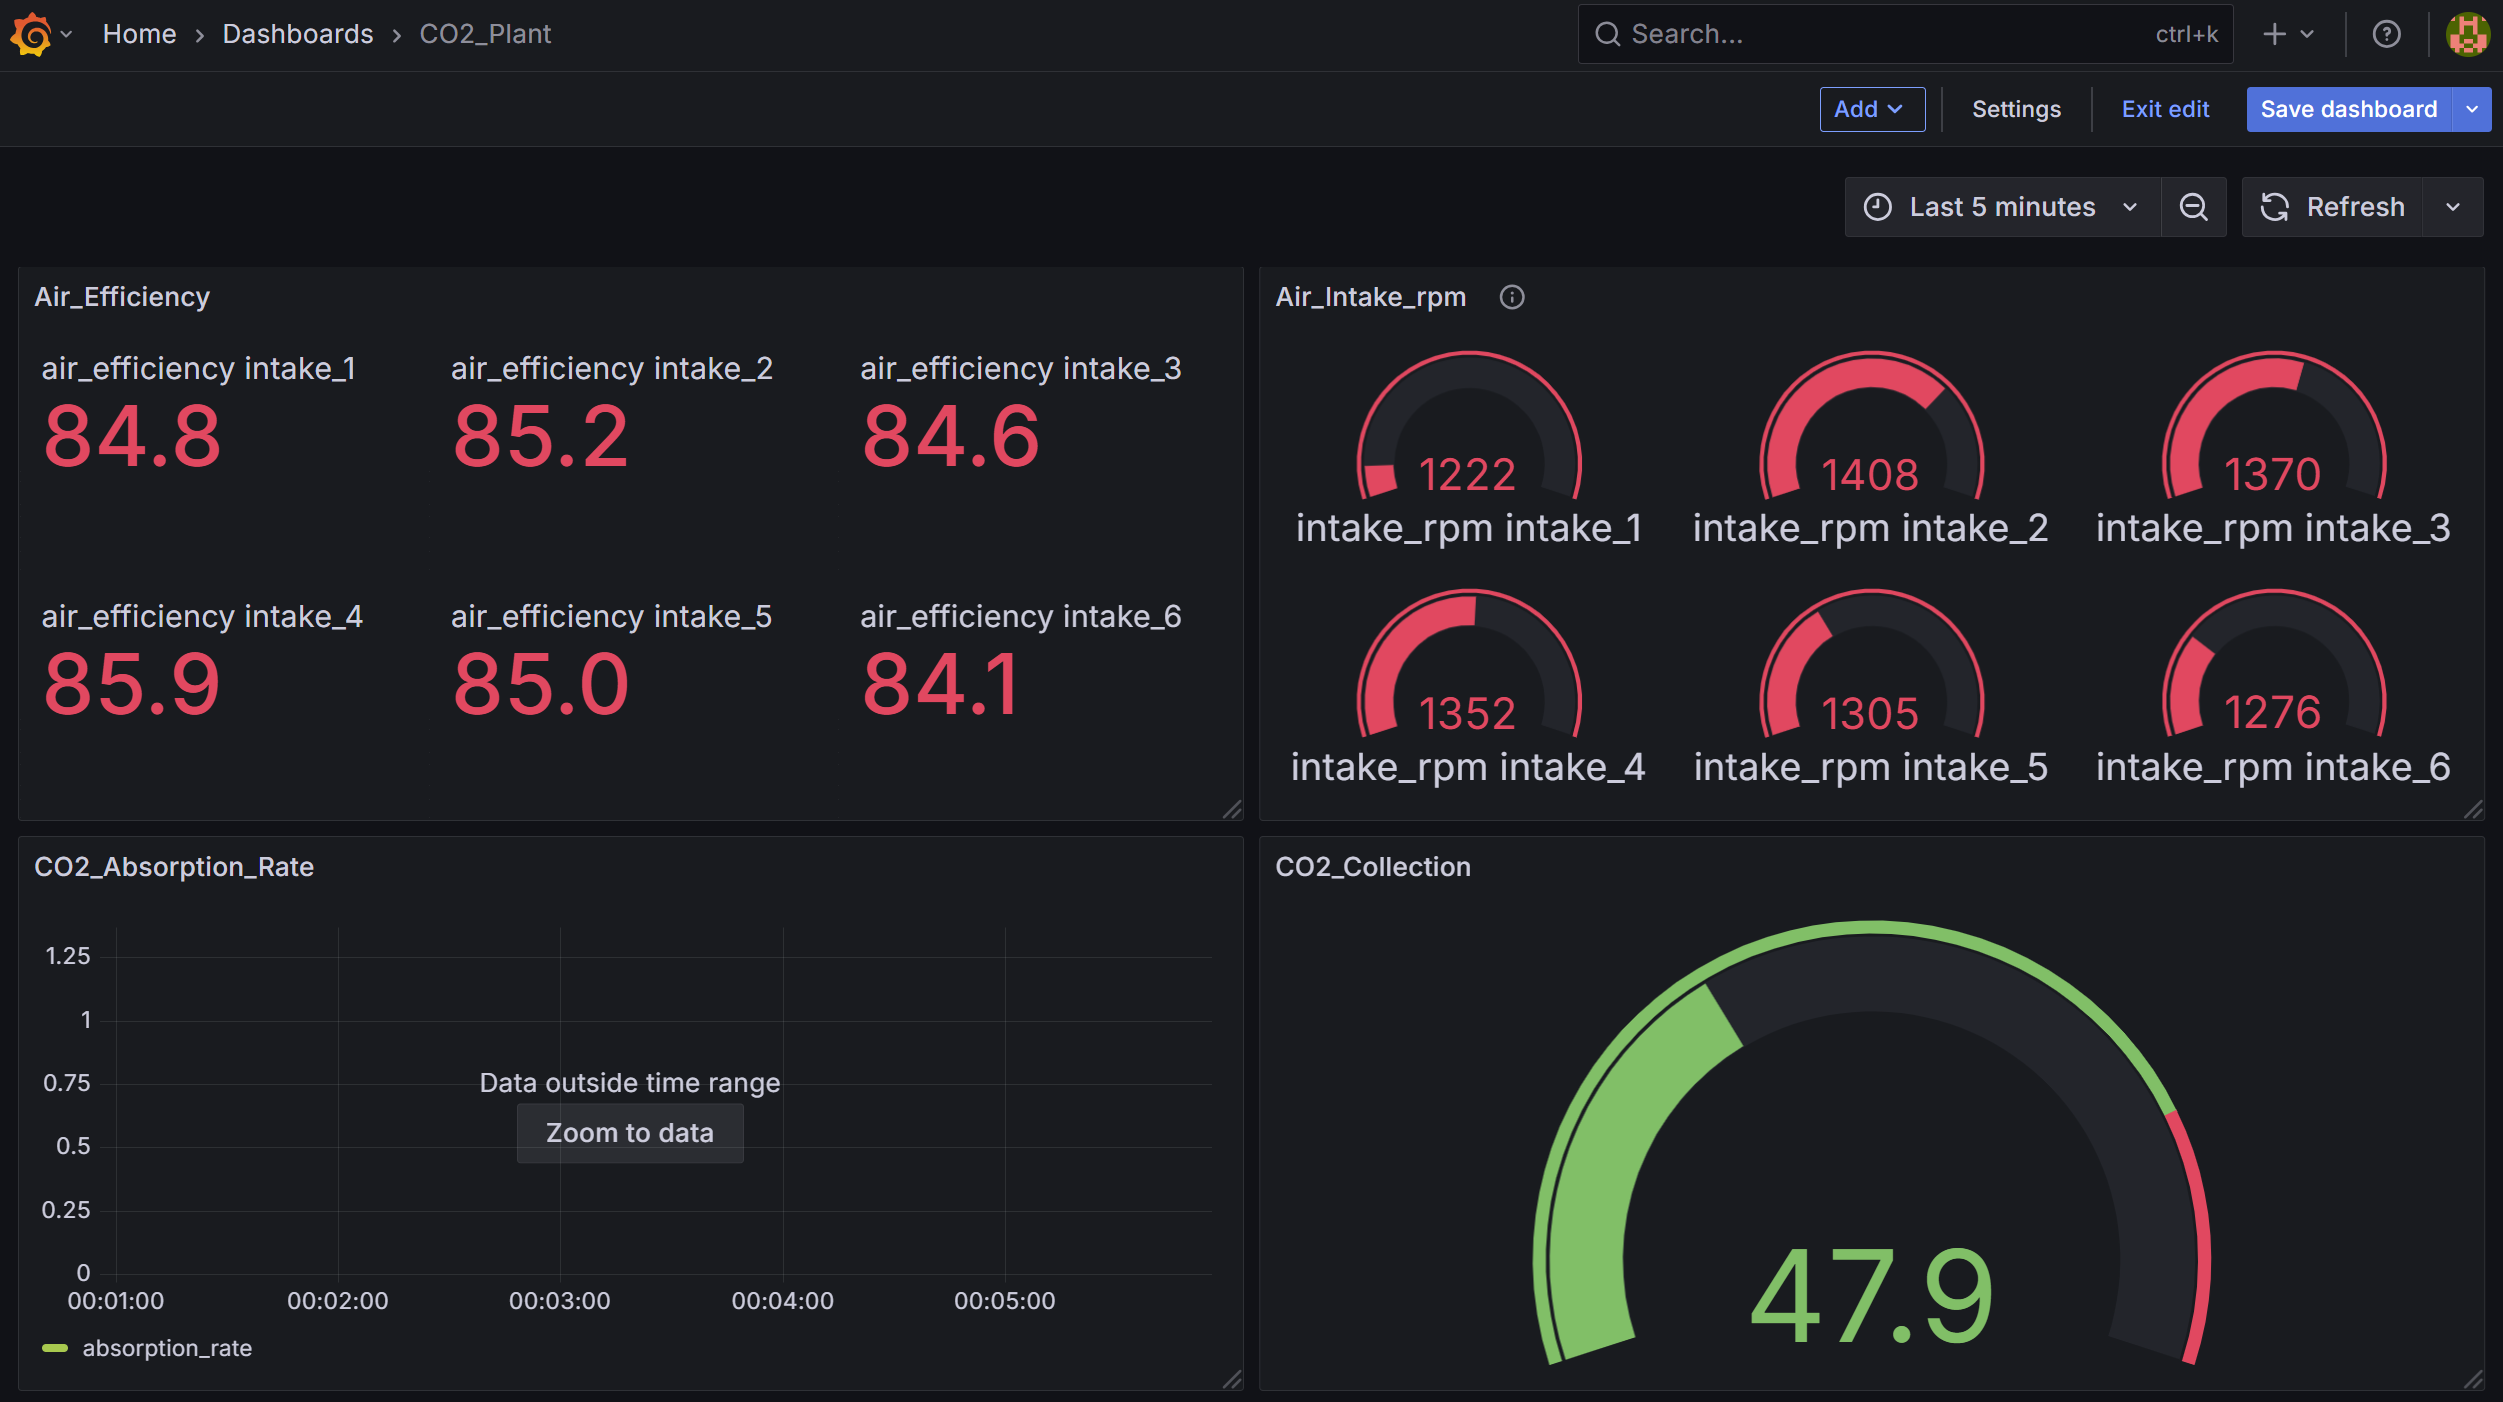 Home › Dashboards › CO2_Plant
Search...
ctrl+k
Add
Settings
Exit edit
Save dashboard
Last 5 minutes
Refresh
Air_Efficiency
air_efficiency intake_1
84.8
air_efficiency intake_2
85.2
air_efficiency intake_3
84.6
air_efficiency intake_4
85.9
air_efficiency intake_5
85.0
air_efficiency intake_6
84.1
Air_Intake_rpm
1222
intake_rpm intake_1
1408
intake_rpm intake_2
1370
intake_rpm intake_3
1352
intake_rpm intake_4
1305
intake_rpm intake_5
1276
intake_rpm intake_6
CO2_Absorption_Rate
1.25
1
0.75
0.5
0.25
0
Data outside time range
Zoom to data
00:01:00
00:02:00
00:03:00
00:04:00
00:05:00
absorption_rate
CO2_Collection
47.9